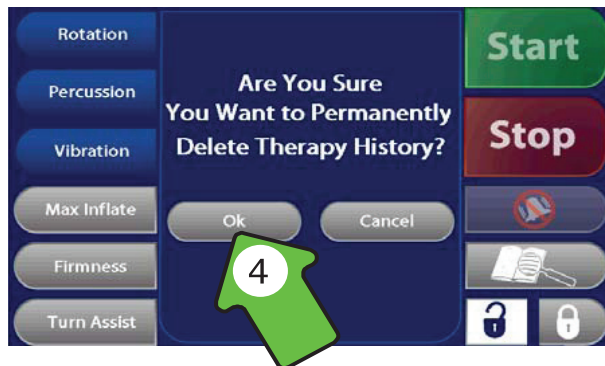 Rotation
Percussion
Vibration
Max Inflate
Firmness
Turn Assist
Are You Sure
You Want to Permanently
Delete Therapy History?
Ok
Cancel
4
Start
Stop